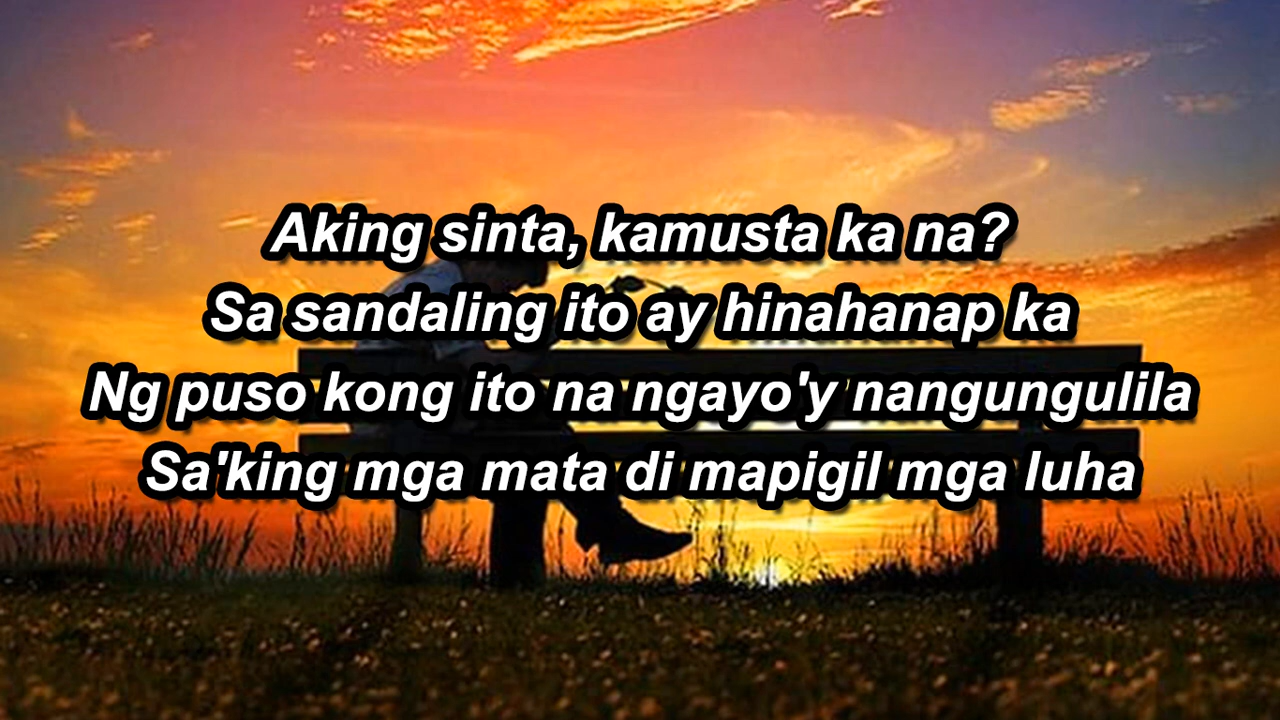 Aking sinta, kamusta ka na?
Sa sandaling ito ay hinahanap ka
Ng puso kong ito na ngayo'y nangungulila
Sa'king mga mata di mapigil mga luha